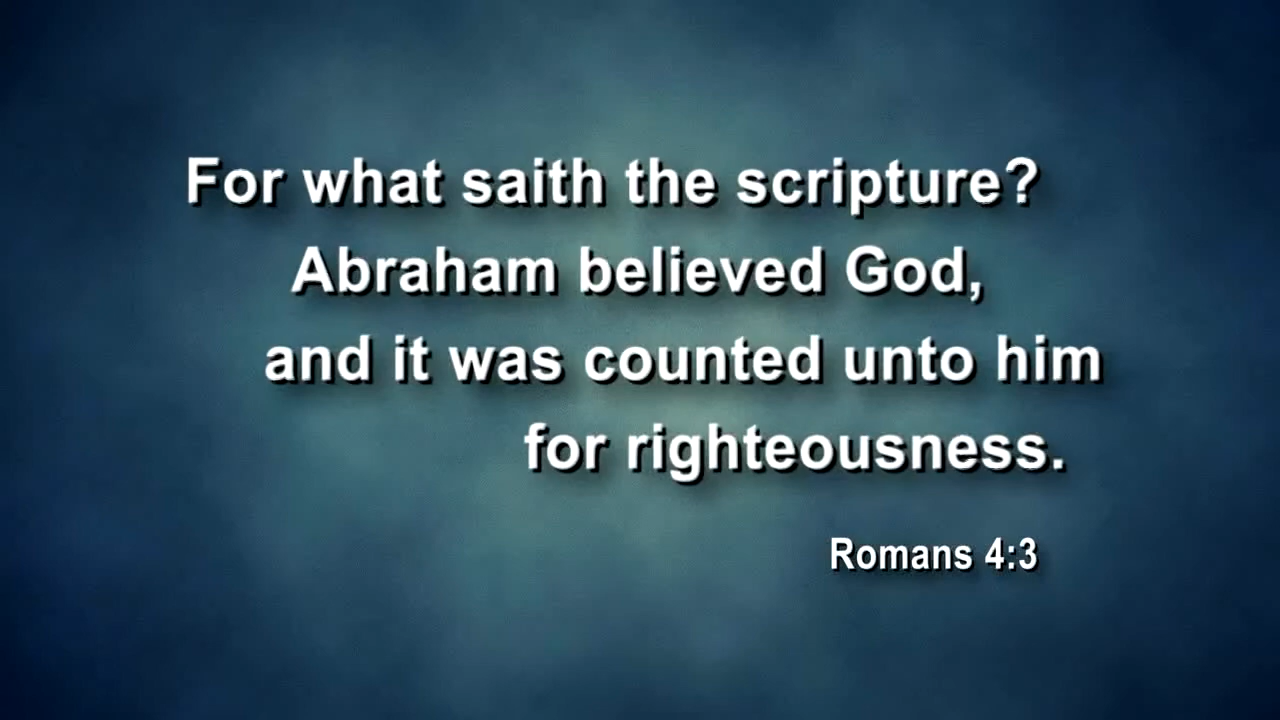 For what saith the scripture?
Abraham believed God,
and it was counted unto him
for righteousness.
Romans 4:3